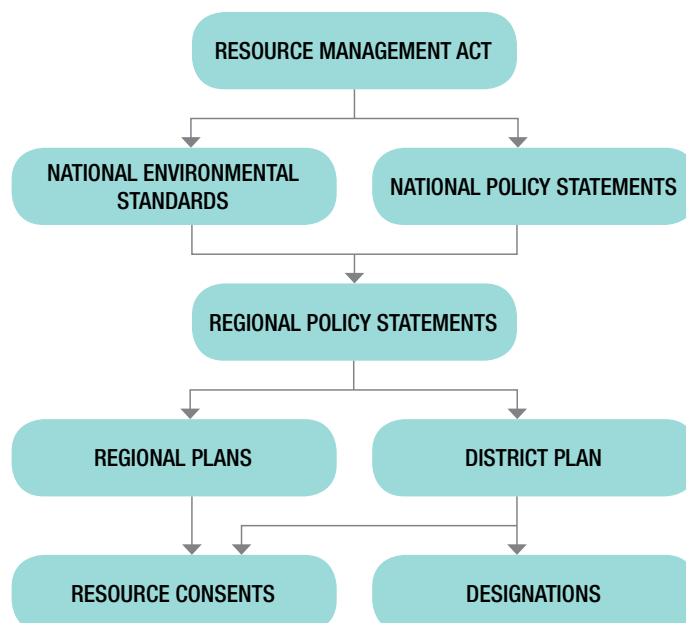 RESOURCE MANAGEMENT ACT
NATIONAL ENVIRONMENTAL
STANDARDS
NATIONAL POLICY STATEMENTS
REGIONAL POLICY STATEMENTS
REGIONAL PLANS
DISTRICT PLAN
RESOURCE CONSENTS
DESIGNATIONS